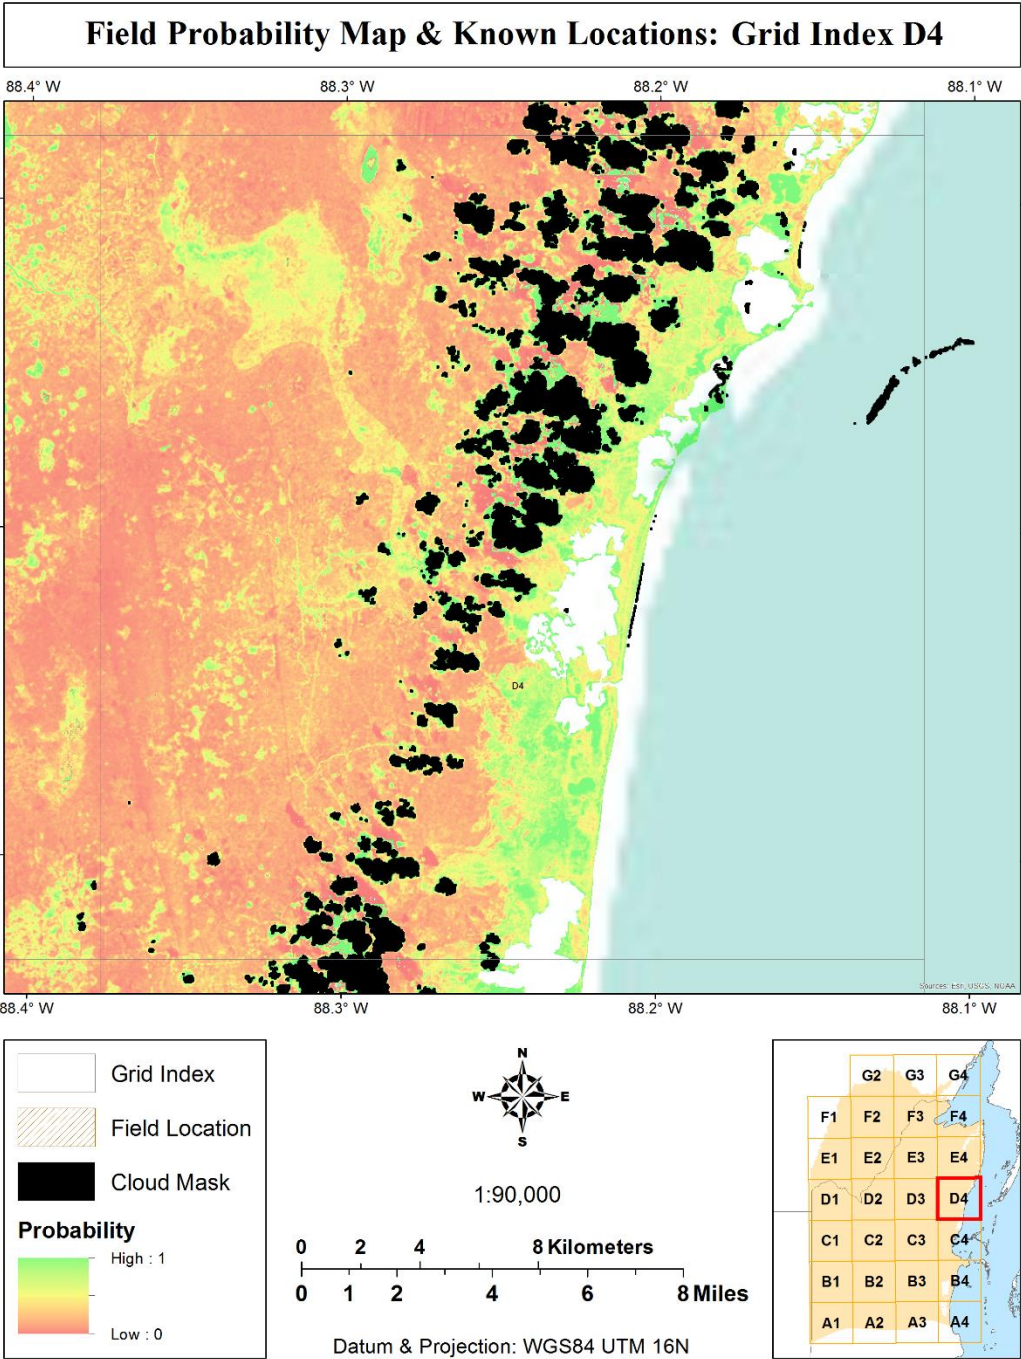 Field Probability Map & Known Locations: Grid Index D4
88.4° W 88.3° W 88.2° W 88.1° W
D4
Sources: Esri, USGS, NOAA
88.4° W 88.3° W 88.2° W 88.1° W
Grid Index
Field Location
Cloud Mask
Probability
High : 1
Low : 0
N
W E
S
1:90,000
0 2 4 8 Kilometers
0 1 2 4 6 8 Miles
Datum & Projection: WGS84 UTM 16N
G2 G3 G4
F1 F2 F3 F4
E1 E2 E3 E4
D1 D2 D3 D4
C1 C2 C3 C4
B1 B2 B3 B4
A1 A2 A3 A4